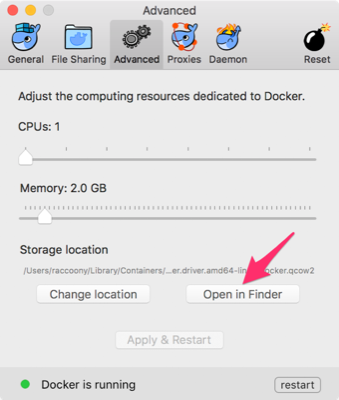 Advanced
General File Sharing Advanced Proxies Daemon Reset
Adjust the computing resources dedicated to Docker.
CPUs: 1
Memory: 2.0 GB
Storage location
/Users/raccoony/Library/Containers/...er.driver.amd64-lin ocker.qcow2
Change location Open in Finder
Apply & Restart
Docker is running restart